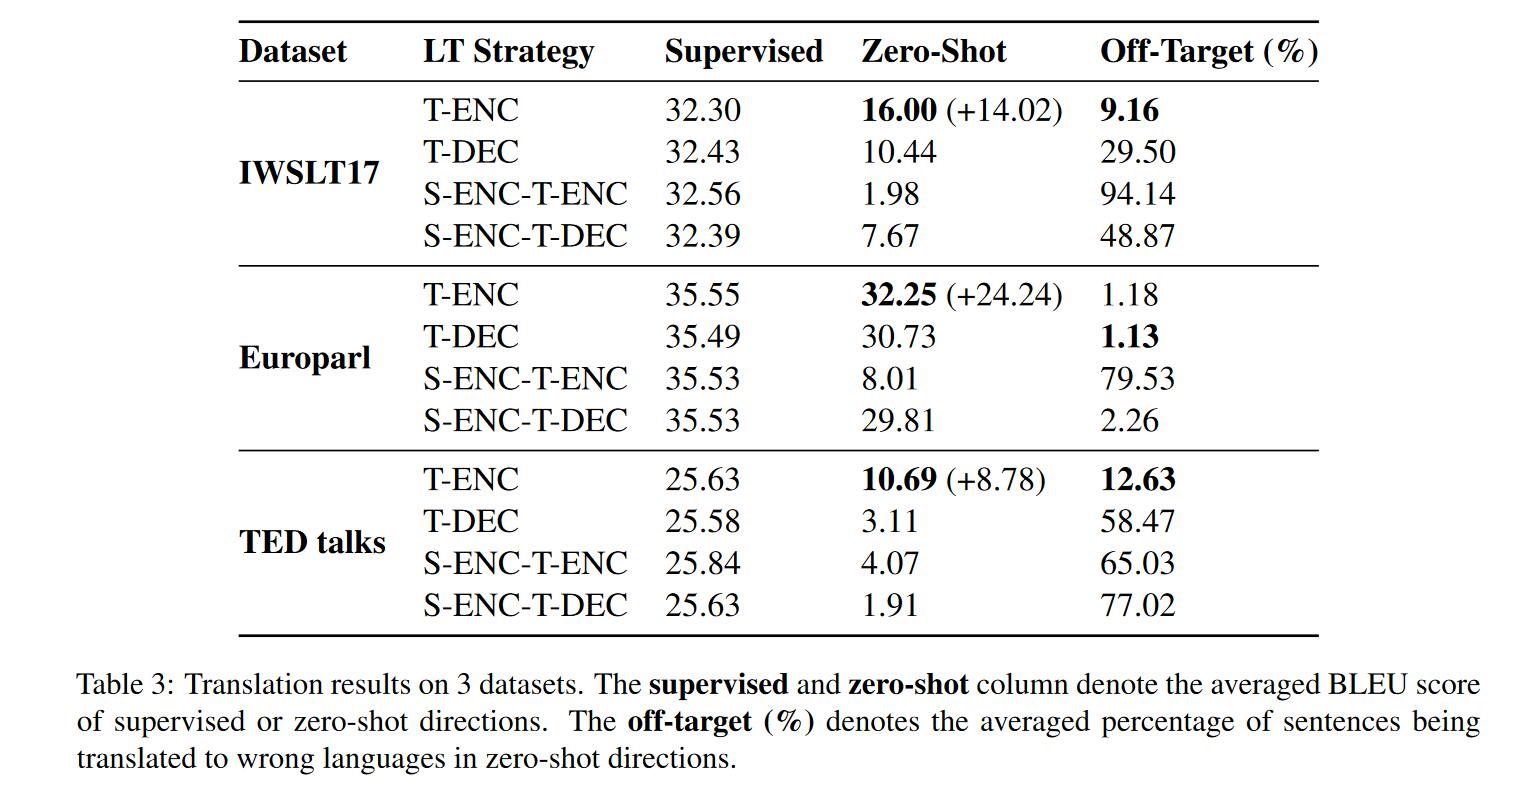 Dataset LT Strategy Supervised Zero-Shot Off-Target (%)
IWSLT17
T-ENC 32.30 16.00 (+14.02) 9.16
T-DEC 32.43 10.44 29.50
S-ENC-T-ENC 32.56 1.98 94.14
S-ENC-T-DEC 32.39 7.67 48.87
Europarl
T-ENC 35.55 32.25 (+24.24) 1.18
T-DEC 35.49 30.73 1.13
S-ENC-T-ENC 35.53 8.01 79.53
S-ENC-T-DEC 35.53 29.81 2.26
TED talks
T-ENC 25.63 10.69 (+8.78) 12.63
T-DEC 25.58 3.11 58.47
S-ENC-T-ENC 25.84 4.07 65.03
S-ENC-T-DEC 25.63 1.91 77.02
Table 3: Translation results on 3 datasets. The supervised and zero-shot column denote the averaged BLEU score
of supervised or zero-shot directions. The off-target (%) denotes the averaged percentage of sentences being
translated to wrong languages in zero-shot directions.